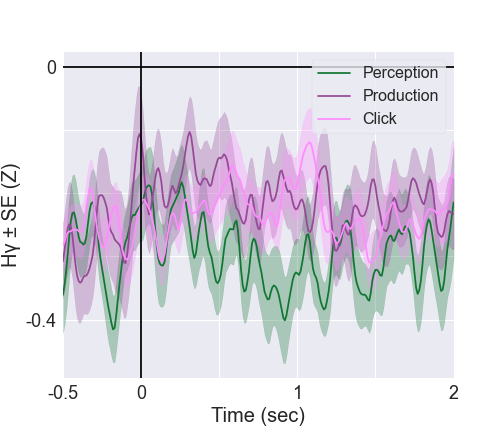 Hγ ± SE (Z)
0
-0.4
Perception
Production
Click
-0.5 0 1 2
Time (sec)